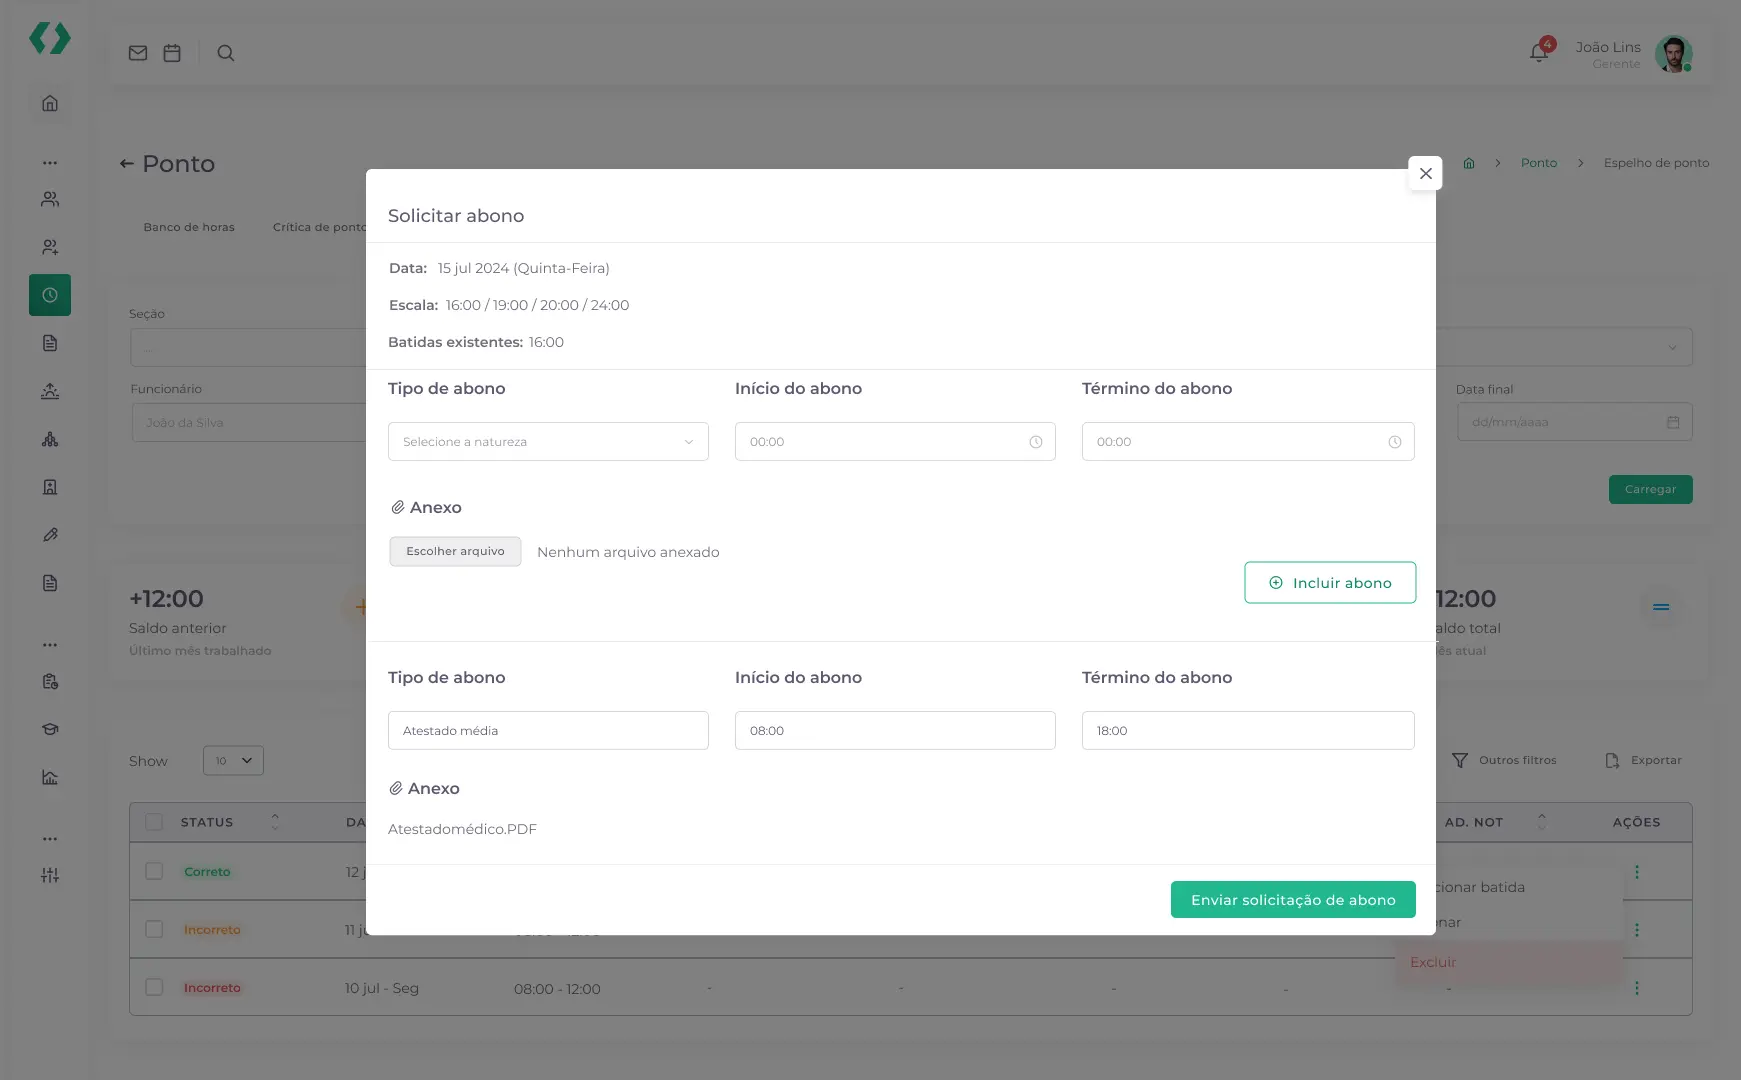 4
João Lins
Gerente
Ponto
Ponto
Espelho de ponto
Banco de horas
Crítica de ponto
Solicitar abono
Data: 15 jul 2024 (Quinta-Feira)
Escala: 16:00 / 19:00 / 20:00 / 24:00
Batidas existentes: 16:00
Seção
...
Funcionário
João da Silva
Data final
dd/mm/aaaa
Carregar
Tipo de abono
Início do abono
Término do abono
Selecione a natureza
00:00
00:00
Anexo
Escolher arquivo
Nenhum arquivo anexado
Incluir abono
+12:00
Saldo anterior
Último mês trabalhado
12:00
aldo total
ês atual
Tipo de abono
Início do abono
Término do abono
Atestado média
08:00
18:00
Anexo
Atestadomédico.PDF
Show
10
Outros filtros
Exportar
STATUS
DA
AD. NOT
AÇÕES
Correto
12 j
cionar batida
Enviar solicitação de abono
Incorreto
11 ju
onar
Excluir
Incorreto
10 jul - Seg
08:00 - 12:00
-
-
-
-
-